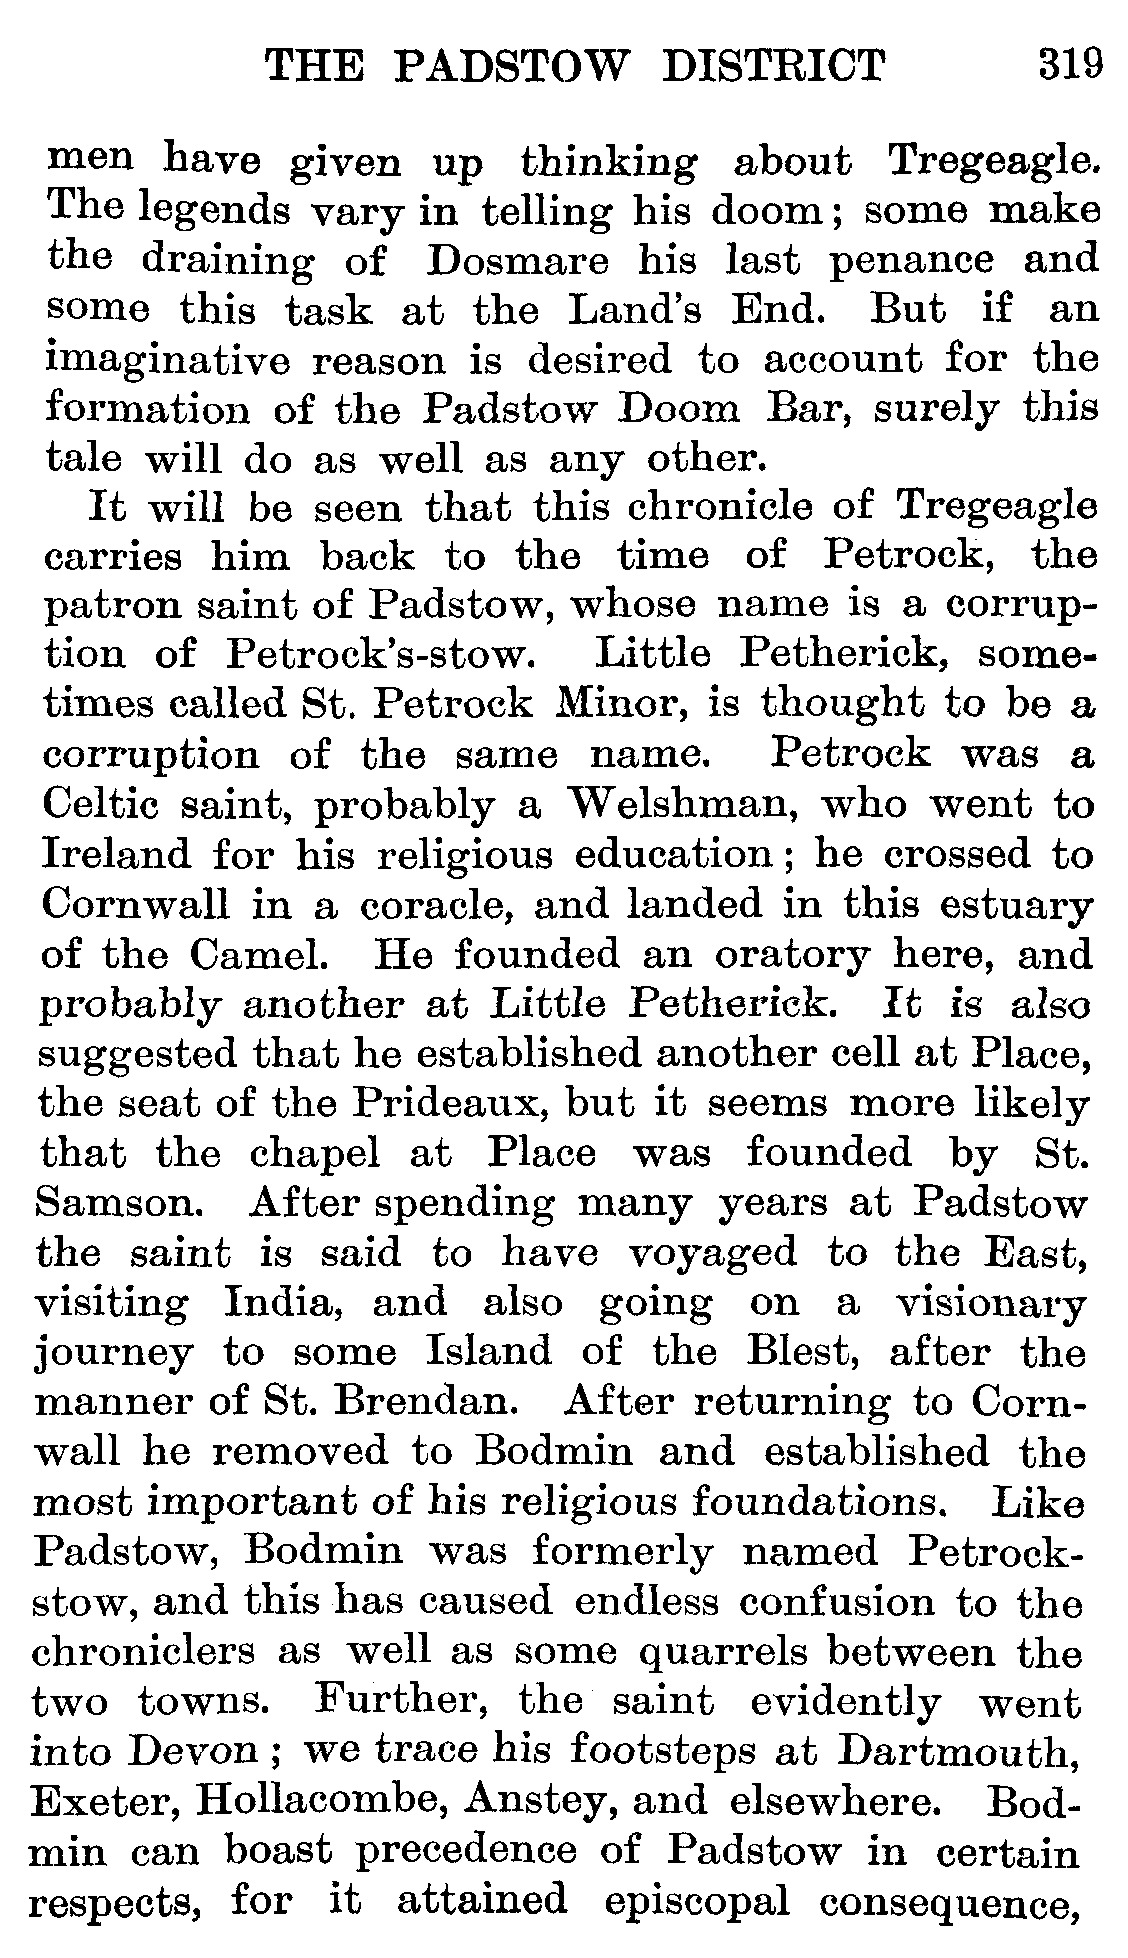 THE PADSTOW DISTRICT 319
men have given up thinking about Tregeagle.
The legends vary in telling his doom; some make
the draining of Dosmare his last penance and
some this task at the Land's End. But if an
imaginative reason is desired to account for the
formation of the Padstow Doom Bar, surely this
tale will do as well as any other.
It will be seen that this chronicle of Tregeagle
carries him back to the time of Petrock, the
patron saint of Padstow, whose name is a corrup-
tion of Petrock's-stow. Little Petherick, some-
times called St. Petrock Minor, is thought to be a
corruption of the same name. Petrock was a
Celtic saint, probably a Welshman, who went to
Ireland for his religious education; he crossed to
Cornwall in a coracle, and landed in this estuary
of the Camel. He founded an oratory here, and
probably another at Little Petherick. It is also
suggested that he established another cell at Place,
the seat of the Prideaux, but it seems more likely
that the chapel at Place was founded by St.
Samson. After spending many years at Padstow
the saint is said to have voyaged to the East,
visiting India, and also going on a visionary
journey to some Island of the Blest, after the
manner of St. Brendan. After returning to Corn-
wall he removed to Bodmin and established the
most important of his religious foundations. Like
Padstow, Bodmin was formerly named Petrock-
stow, and this has caused endless confusion to the
chroniclers as well as some quarrels between the
two towns. Further, the saint evidently went
into Devon; we trace his footsteps at Dartmouth,
Exeter, Hollacombe, Anstey, and elsewhere. Bod-
min can boast precedence of Padstow in certain
respects, for it attained episcopal consequence,